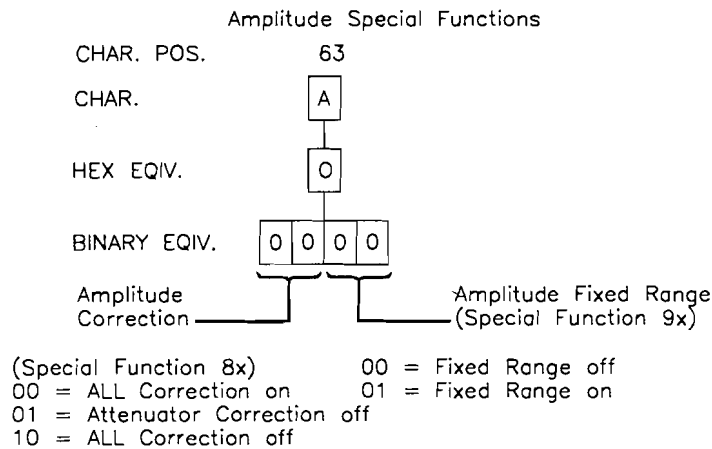 Amplitude Special Functions
CHAR. POS. 63
CHAR. A
HEX EQIV. 0
BINARY EQIV. 0 0 0 0
Amplitude Correction
Amplitude Fixed Range (Special Function 9x)
(Special Function 8x)
00 = ALL Correction on
01 = Attenuator Correction off
10 = ALL Correction off
00 = Fixed Range off
01 = Fixed Range on